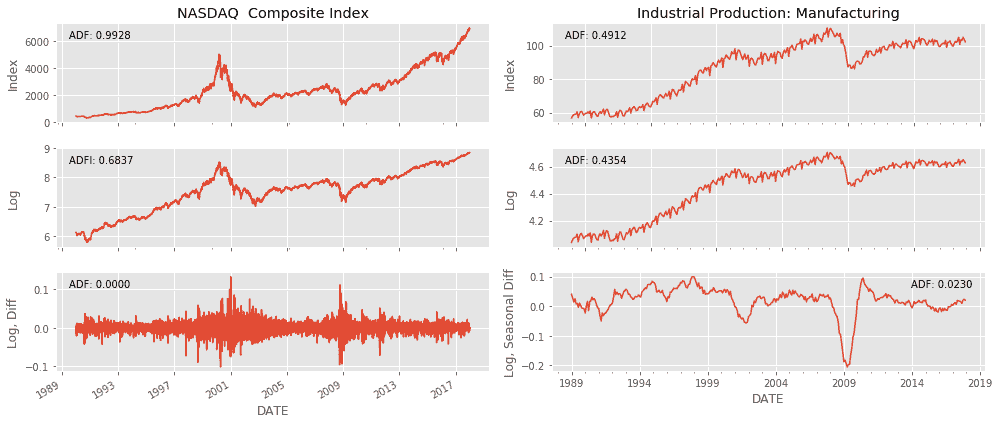 NASDAQ  Composite Index
ADF: 0.9928
Index
6000
4000
2000
0
ADFI: 0.6837
Log
9
8
7
6
ADF: 0.0000
Log, Diff
0.1
0.0
−0.1
1989
1993
1997
2001
2005
2009
2013
2017
DATE
Industrial Production: Manufacturing
ADF: 0.4912
Index
100
80
60
ADF: 0.4354
Log
4.6
4.4
4.2
ADF: 0.0230
Log, Seasonal Diff
0.1
0.0
−0.1
−0.2
1989
1994
1999
2004
2009
2014
2019
DATE